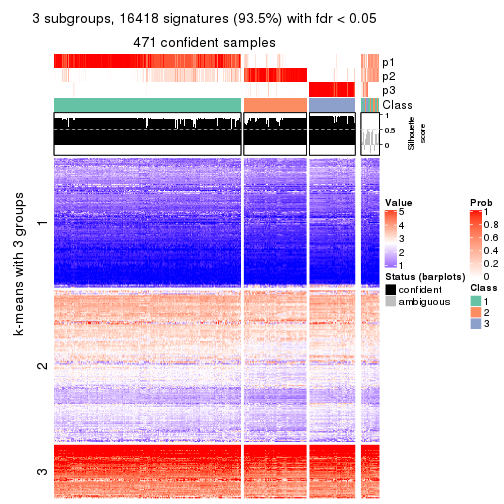 3 subgroups, 16418 signatures (93.5%) with fdr < 0.05
471 confident samples
p1
p2
p3
Class
1
0.5
0
Silhouette
score
k-means with 3 groups
1
2
3
Value
5
4
3
2
1
Status (barplots)
confident
ambiguous
Prob
1
0.8
0.6
0.4
0.2
0
Class
1
2
3